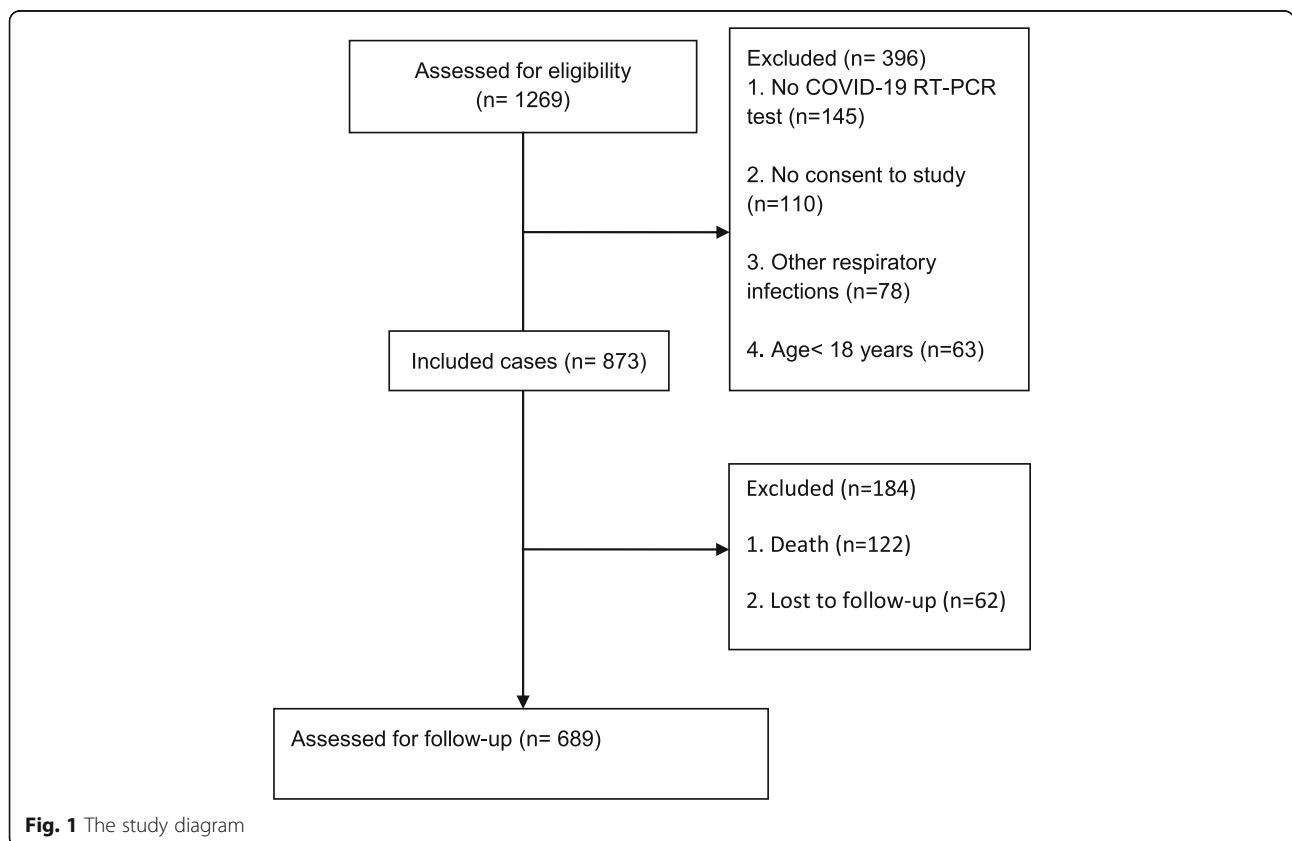 Assessed for eligibility
(n= 1269)
Excluded (n= 396)
1. No COVID-19 RT-PCR
test (n=145)
2. No consent to study
(n=110)
3. Other respiratory
infections (n=78)
4. Age< 18 years (n=63)
Included cases (n= 873)
Excluded (n=184)
1. Death (n=122)
2. Lost to follow-up (n=62)
Assessed for follow-up (n= 689)
Fig. 1 The study diagram